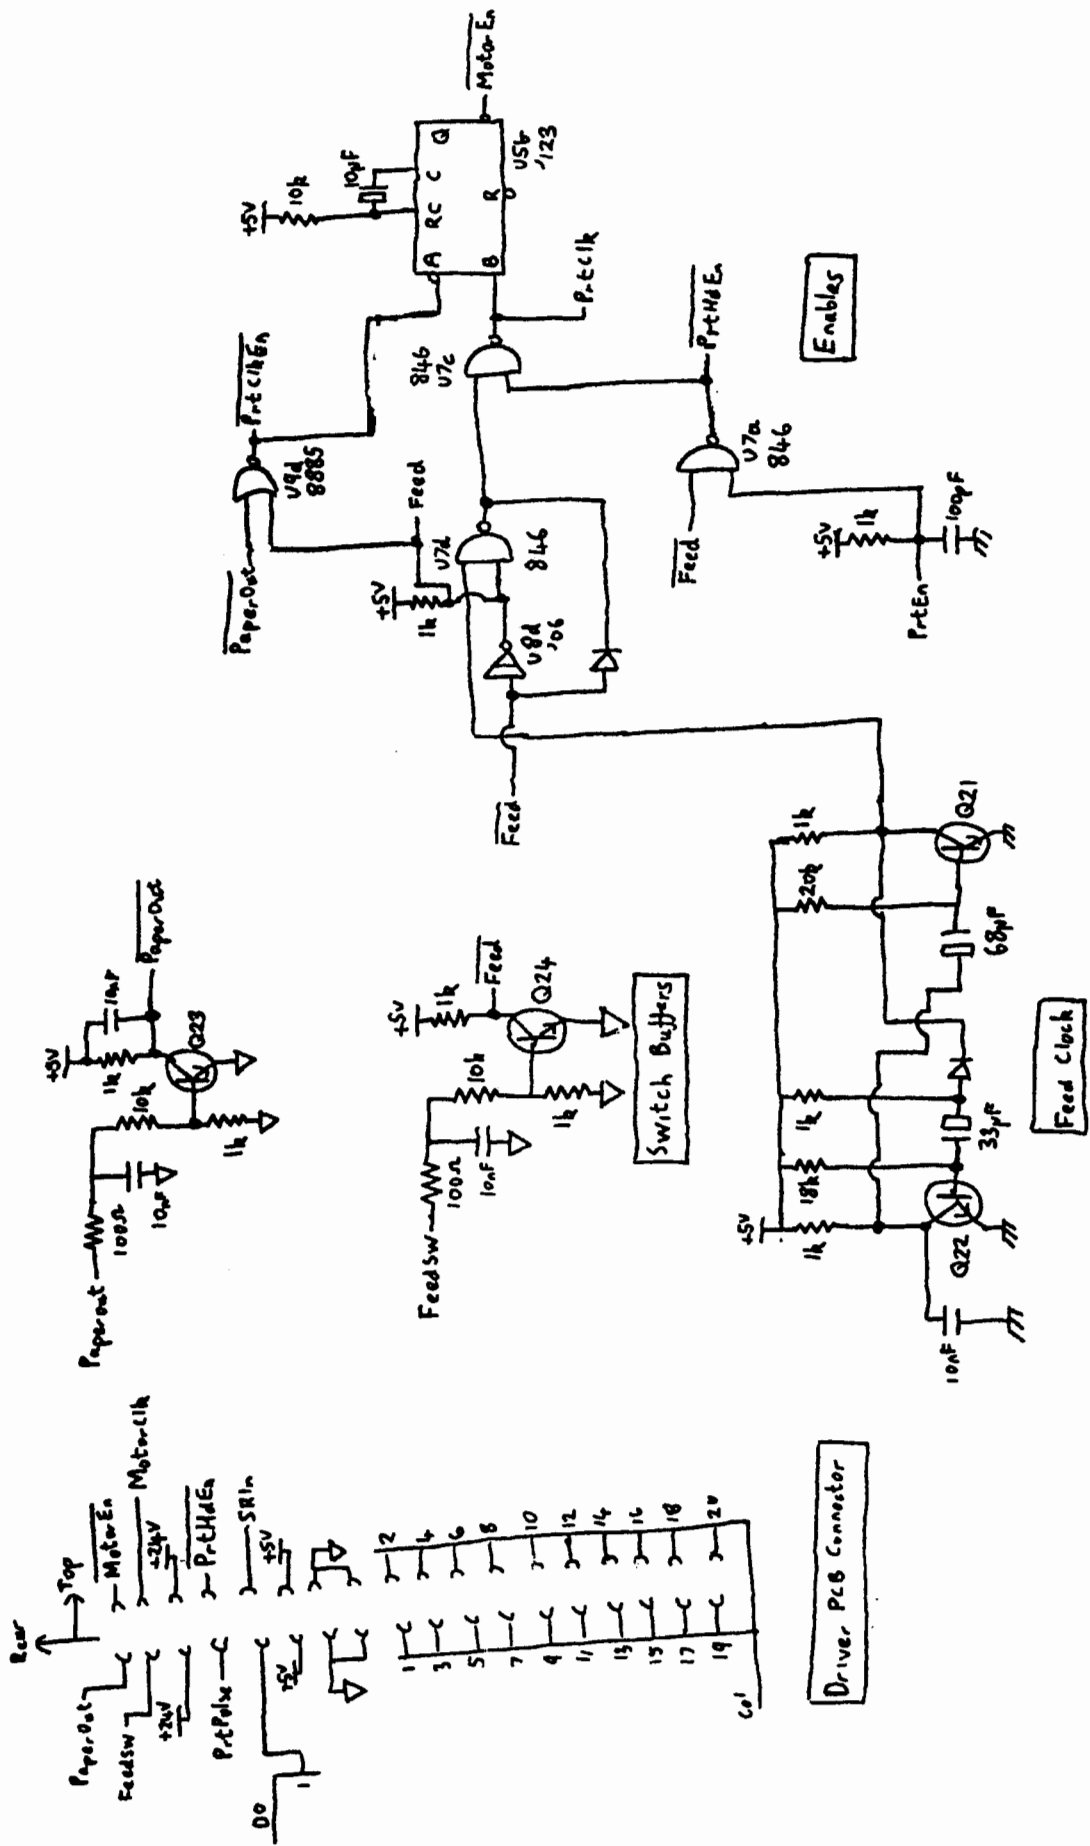 Rear
Top
PaperOut
FeedSW
+24V
PrtPulse
D0
1
+5V
MotorEn
MotorClk
+24V
PrtHdEn
SRIn
+5V
1
3
5
7
9
11
13
15
17
19
2
4
6
8
10
12
14
16
18
20
Col
Driver PCB Connector
PaperOut
100Ω
10nF
10k
1k
+5V
1k
10nF
Q23
PaperOut
FeedSW
100Ω
10nF
10k
1k
+5V
1k
Feed
Q24
Switch Buffers
+5V
1k
18k
1k
20k
1k
10nF
Q22
33µF
68µF
Q21
Feed Clock
PaperOut
U9d
8885
PrtClkEn
+5V
1k
Feed
Feed
U8d
'06
U7d
846
846
U7c
PrtClk
+5V
10k
10µF
RC
C
A
B
Q
R
U5b
'123
MotorEn
Feed
U7a
846
PrtHdEn
PrtEn
+5V
1k
100pF
Enables